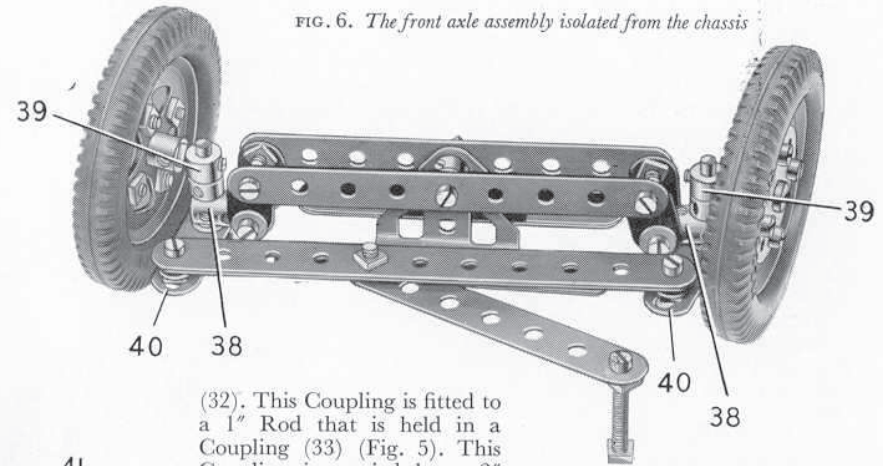 FIG. 6. The front axle assembly isolated from the chassis
39
39
40
38
40
38
(32). This Coupling is fitted to
a 1″ Rod that is held in a
Coupling (33) (Fig. 5). This